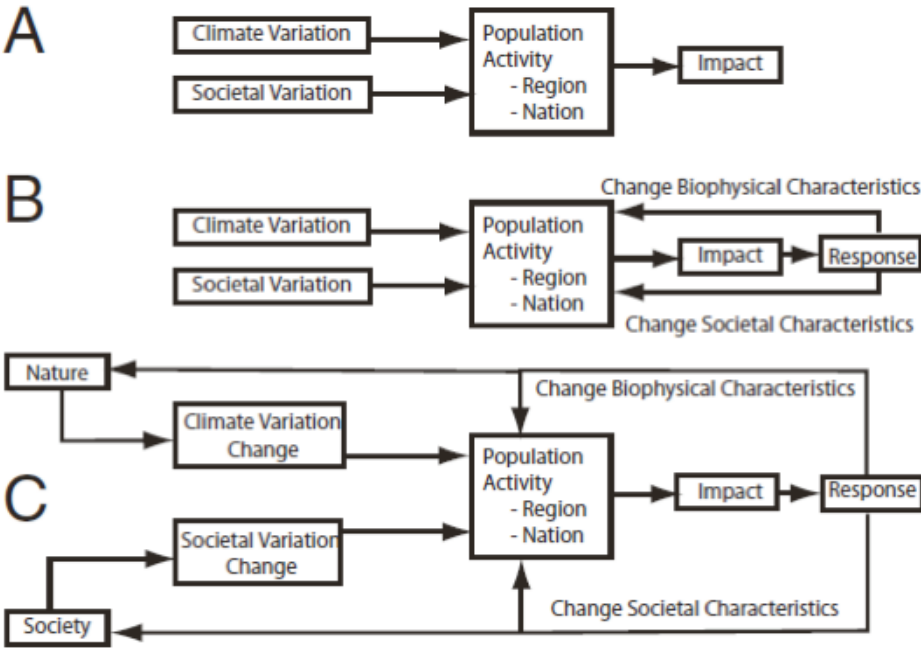 A
Climate Variation
Societal Variation
Population
Activity
- Region
- Nation
Impact
B
Climate Variation
Societal Variation
Population
Activity
- Region
- Nation
Change Biophysical Characteristics
Impact
Response
Change Societal Characteristics
C
Nature
Climate Variation
Change
Societal Variation
Change
Society
Population
Activity
- Region
- Nation
Change Biophysical Characteristics
Impact
Response
Change Societal Characteristics